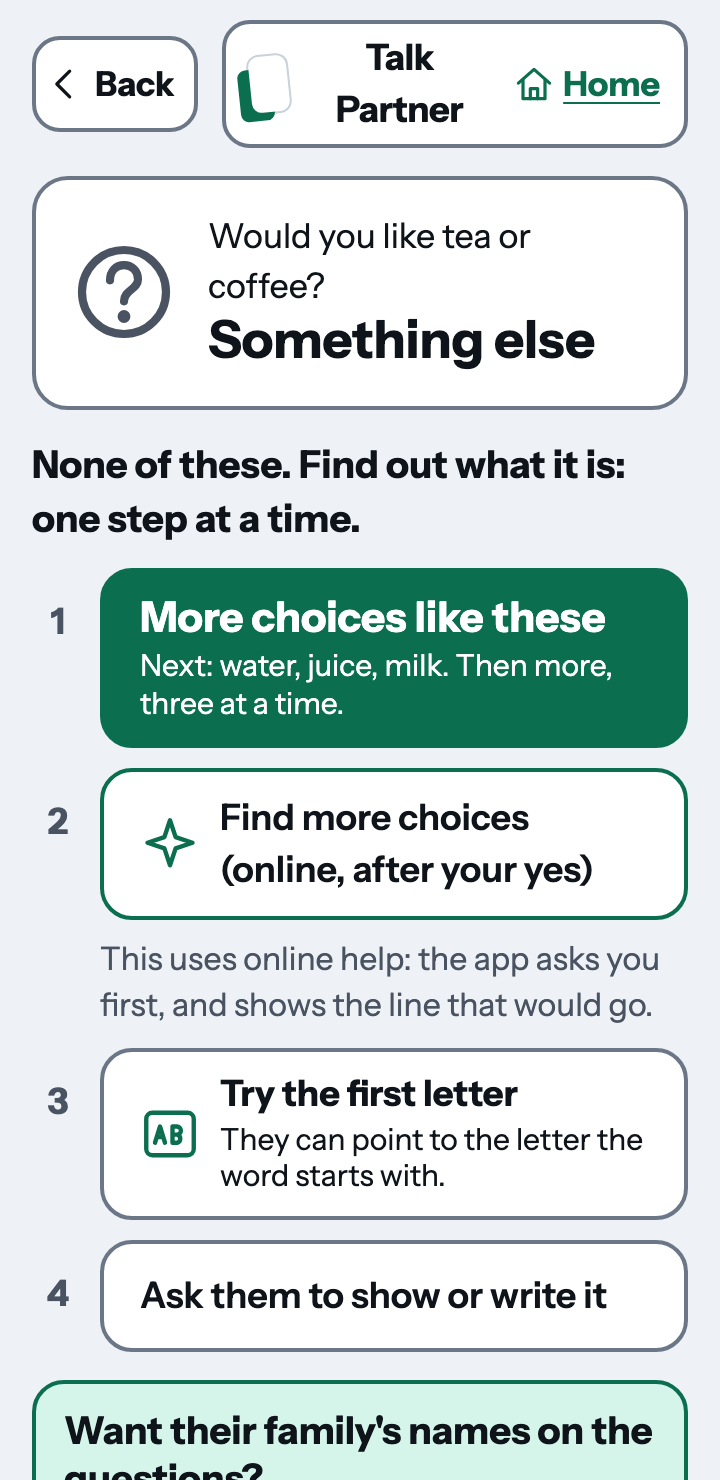 Back
Talk
Partner
Home
Would you like tea or
coffee?
Something else
None of these. Find out what it is:
one step at a time.
1
More choices like these
Next: water, juice, milk. Then more,
three at a time.
2
Find more choices
(online, after your yes)
This uses online help: the app asks you
first, and shows the line that would go.
3
AB
Try the first letter
They can point to the letter the
word starts with.
4
Ask them to show or write it
Want their family's names on the
questions?